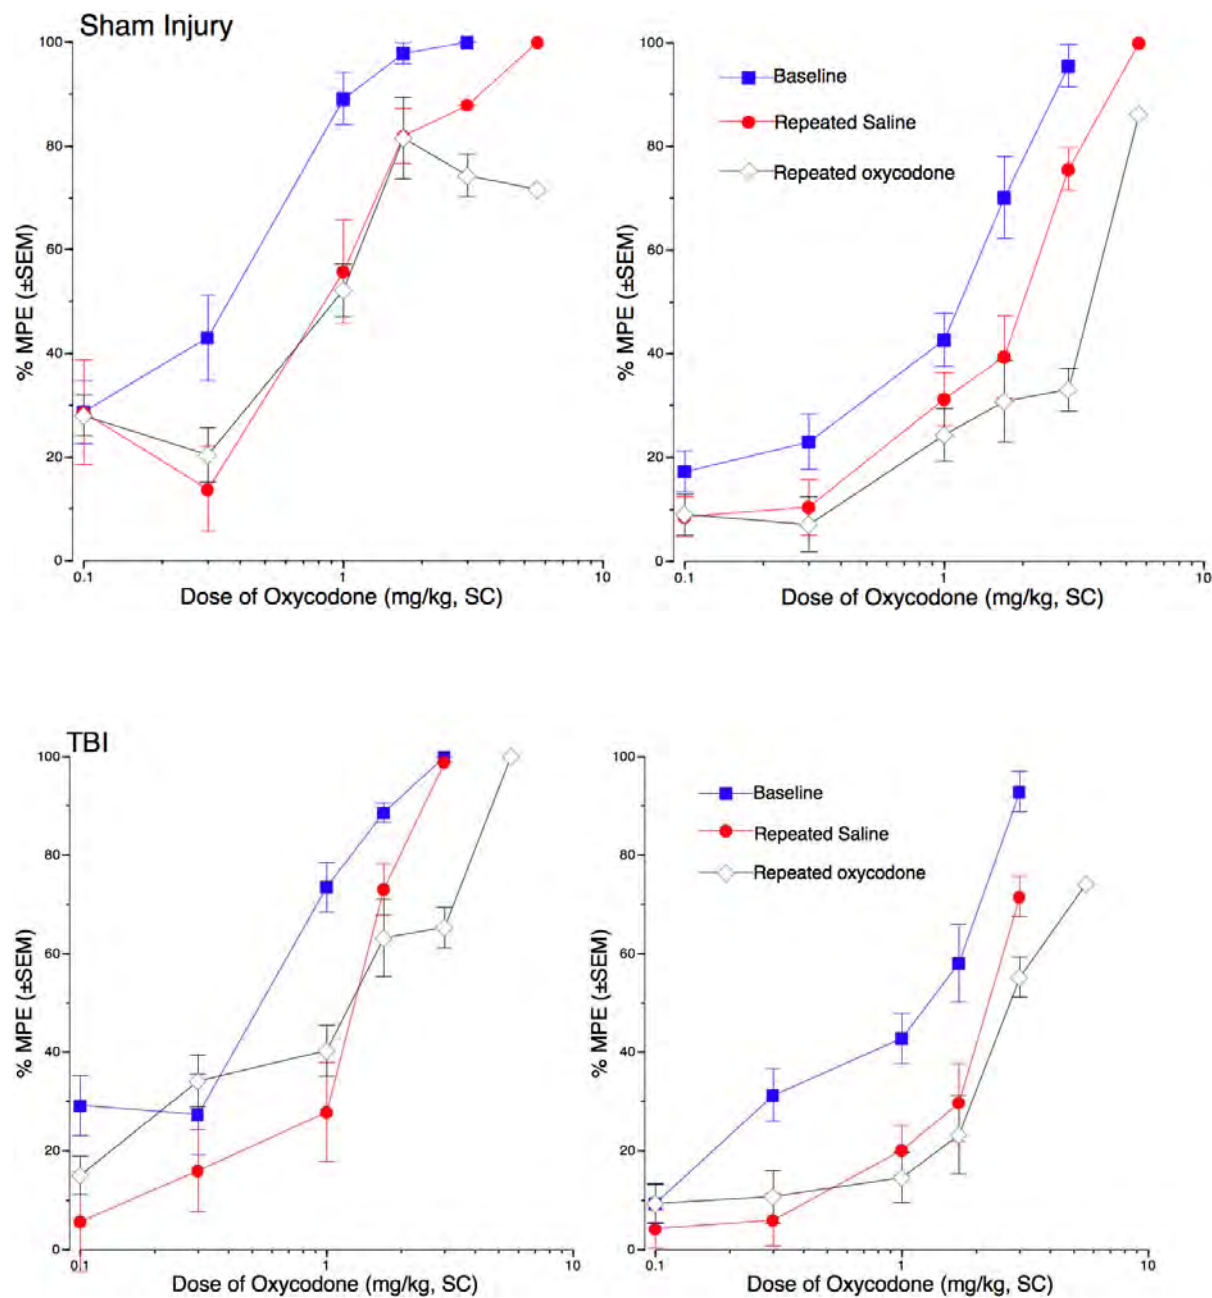 Sham Injury
100
80
60
40
20
0
% MPE (±SEM)
0.1
1
10
Dose of Oxycodone (mg/kg, SC)
100
80
60
40
20
0
% MPE (±SEM)
Baseline
Repeated Saline
Repeated oxycodone
0.1
1
10
Dose of Oxycodone (mg/kg, SC)
TBI
100
80
60
40
20
0
% MPE (±SEM)
0.1
1
10
Dose of Oxycodone (mg/kg, SC)
100
80
60
40
20
0
% MPE (±SEM)
Baseline
Repeated Saline
Repeated oxycodone
0.1
1
10
Dose of Oxycodone (mg/kg, SC)